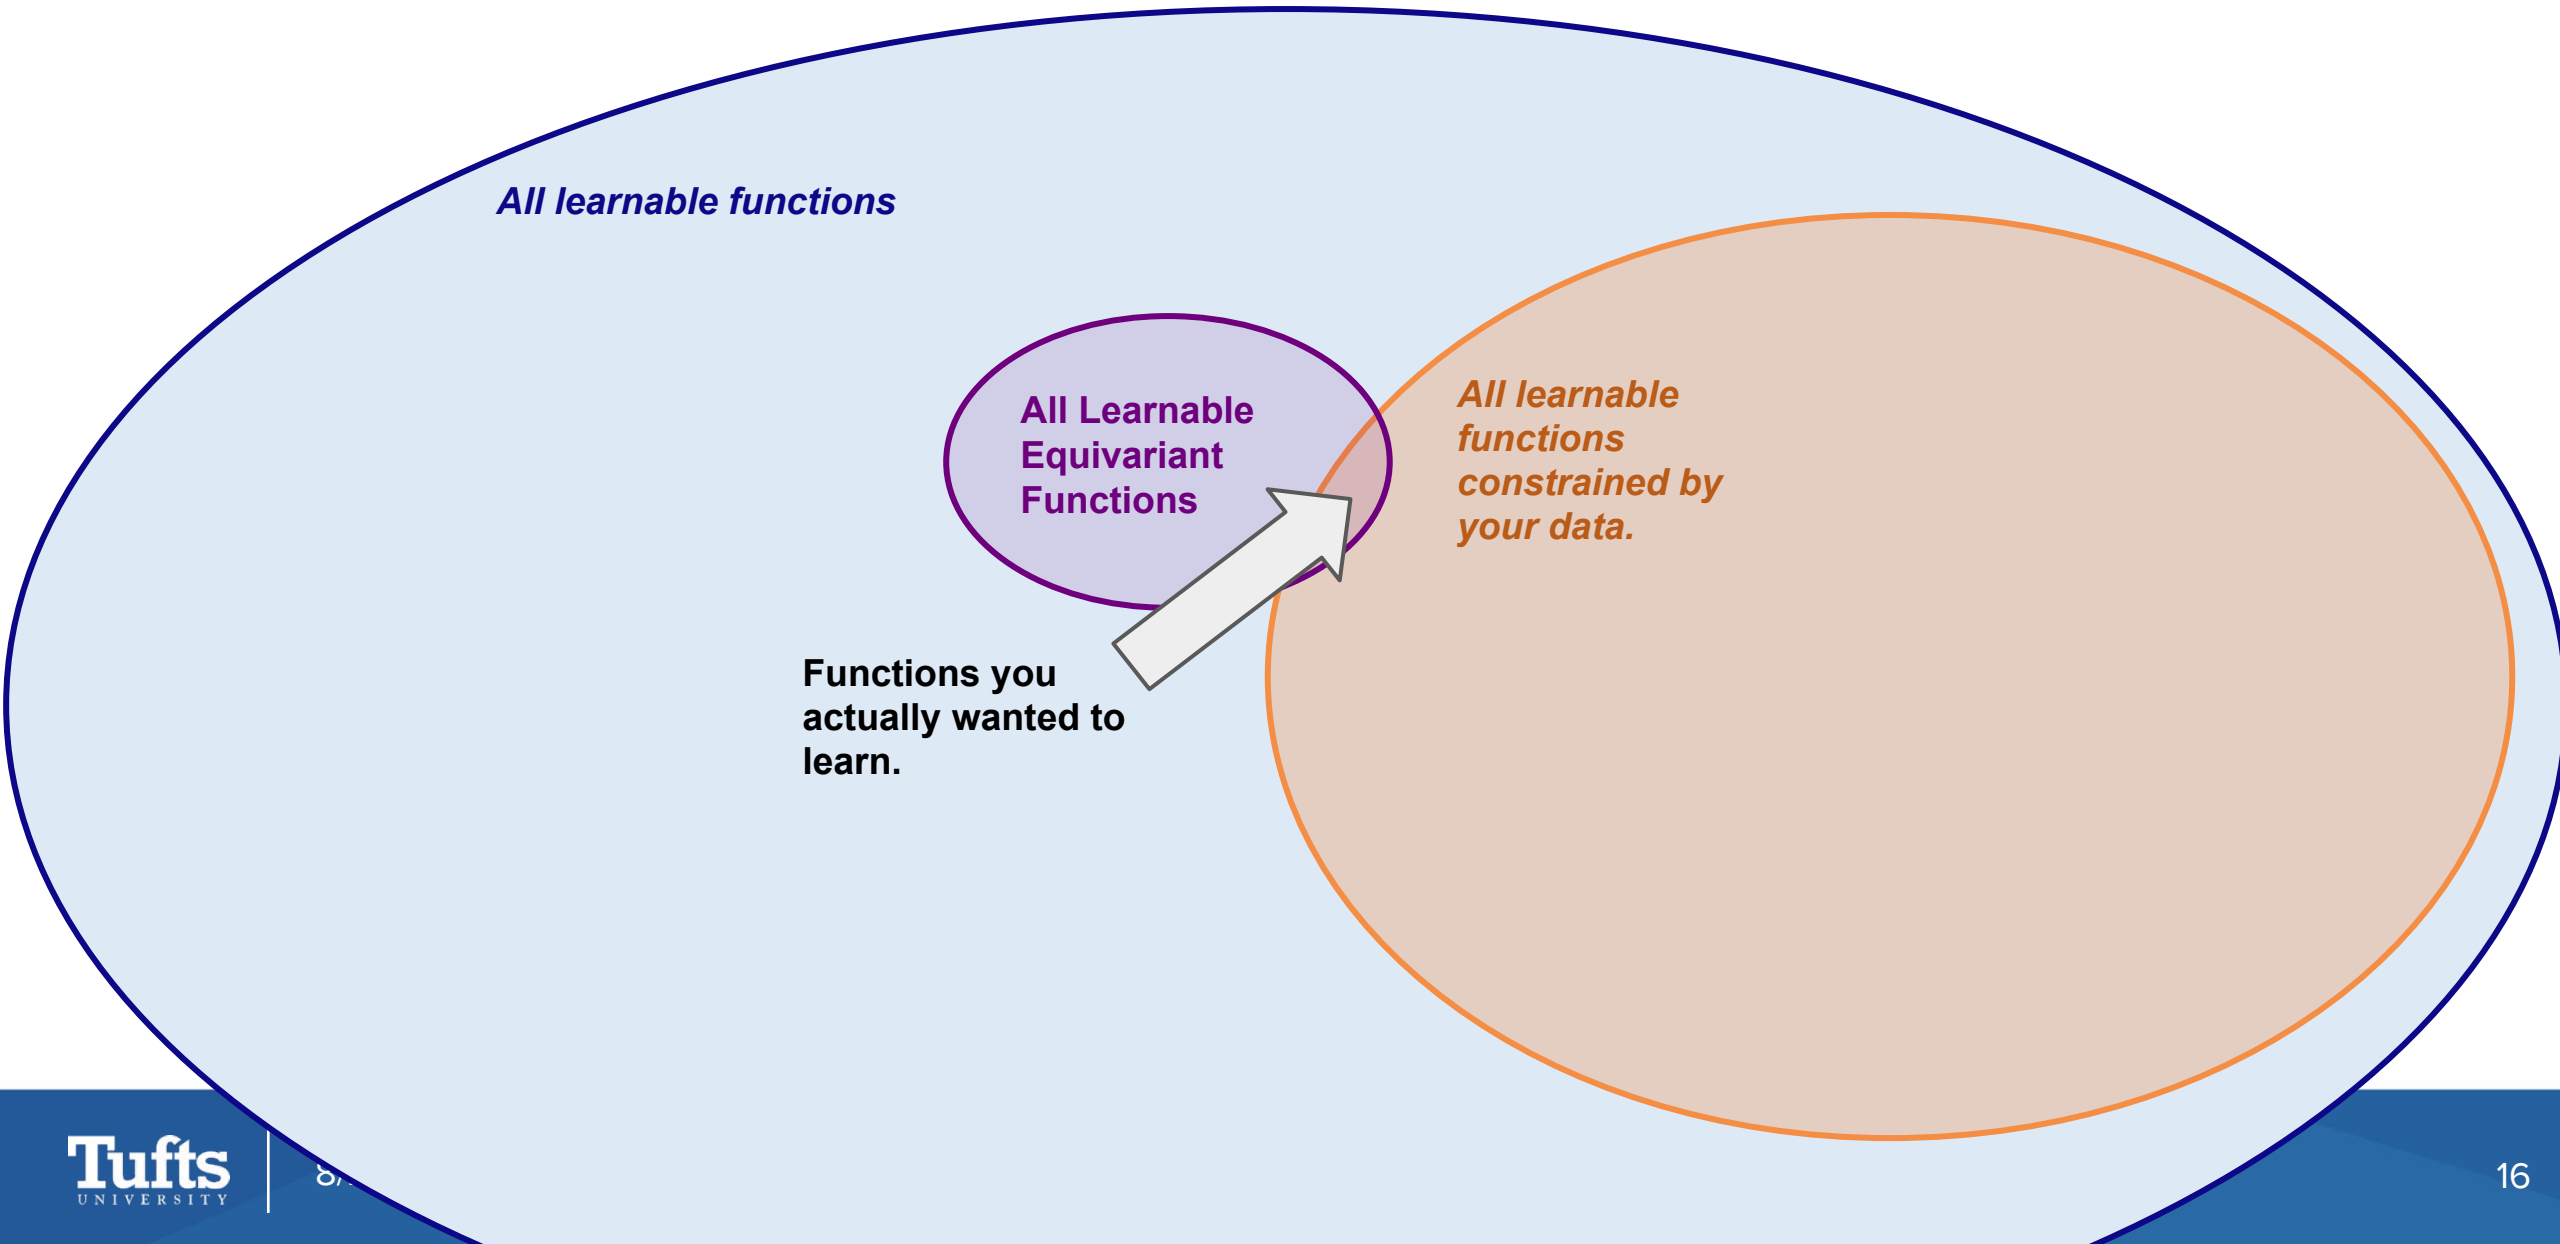 All learnable functions
All Learnable
Equivariant
Functions
All learnable
functions
constrained by
your data.
Functions you
actually wanted to
learn.
Tufts
UNIVERSITY
16